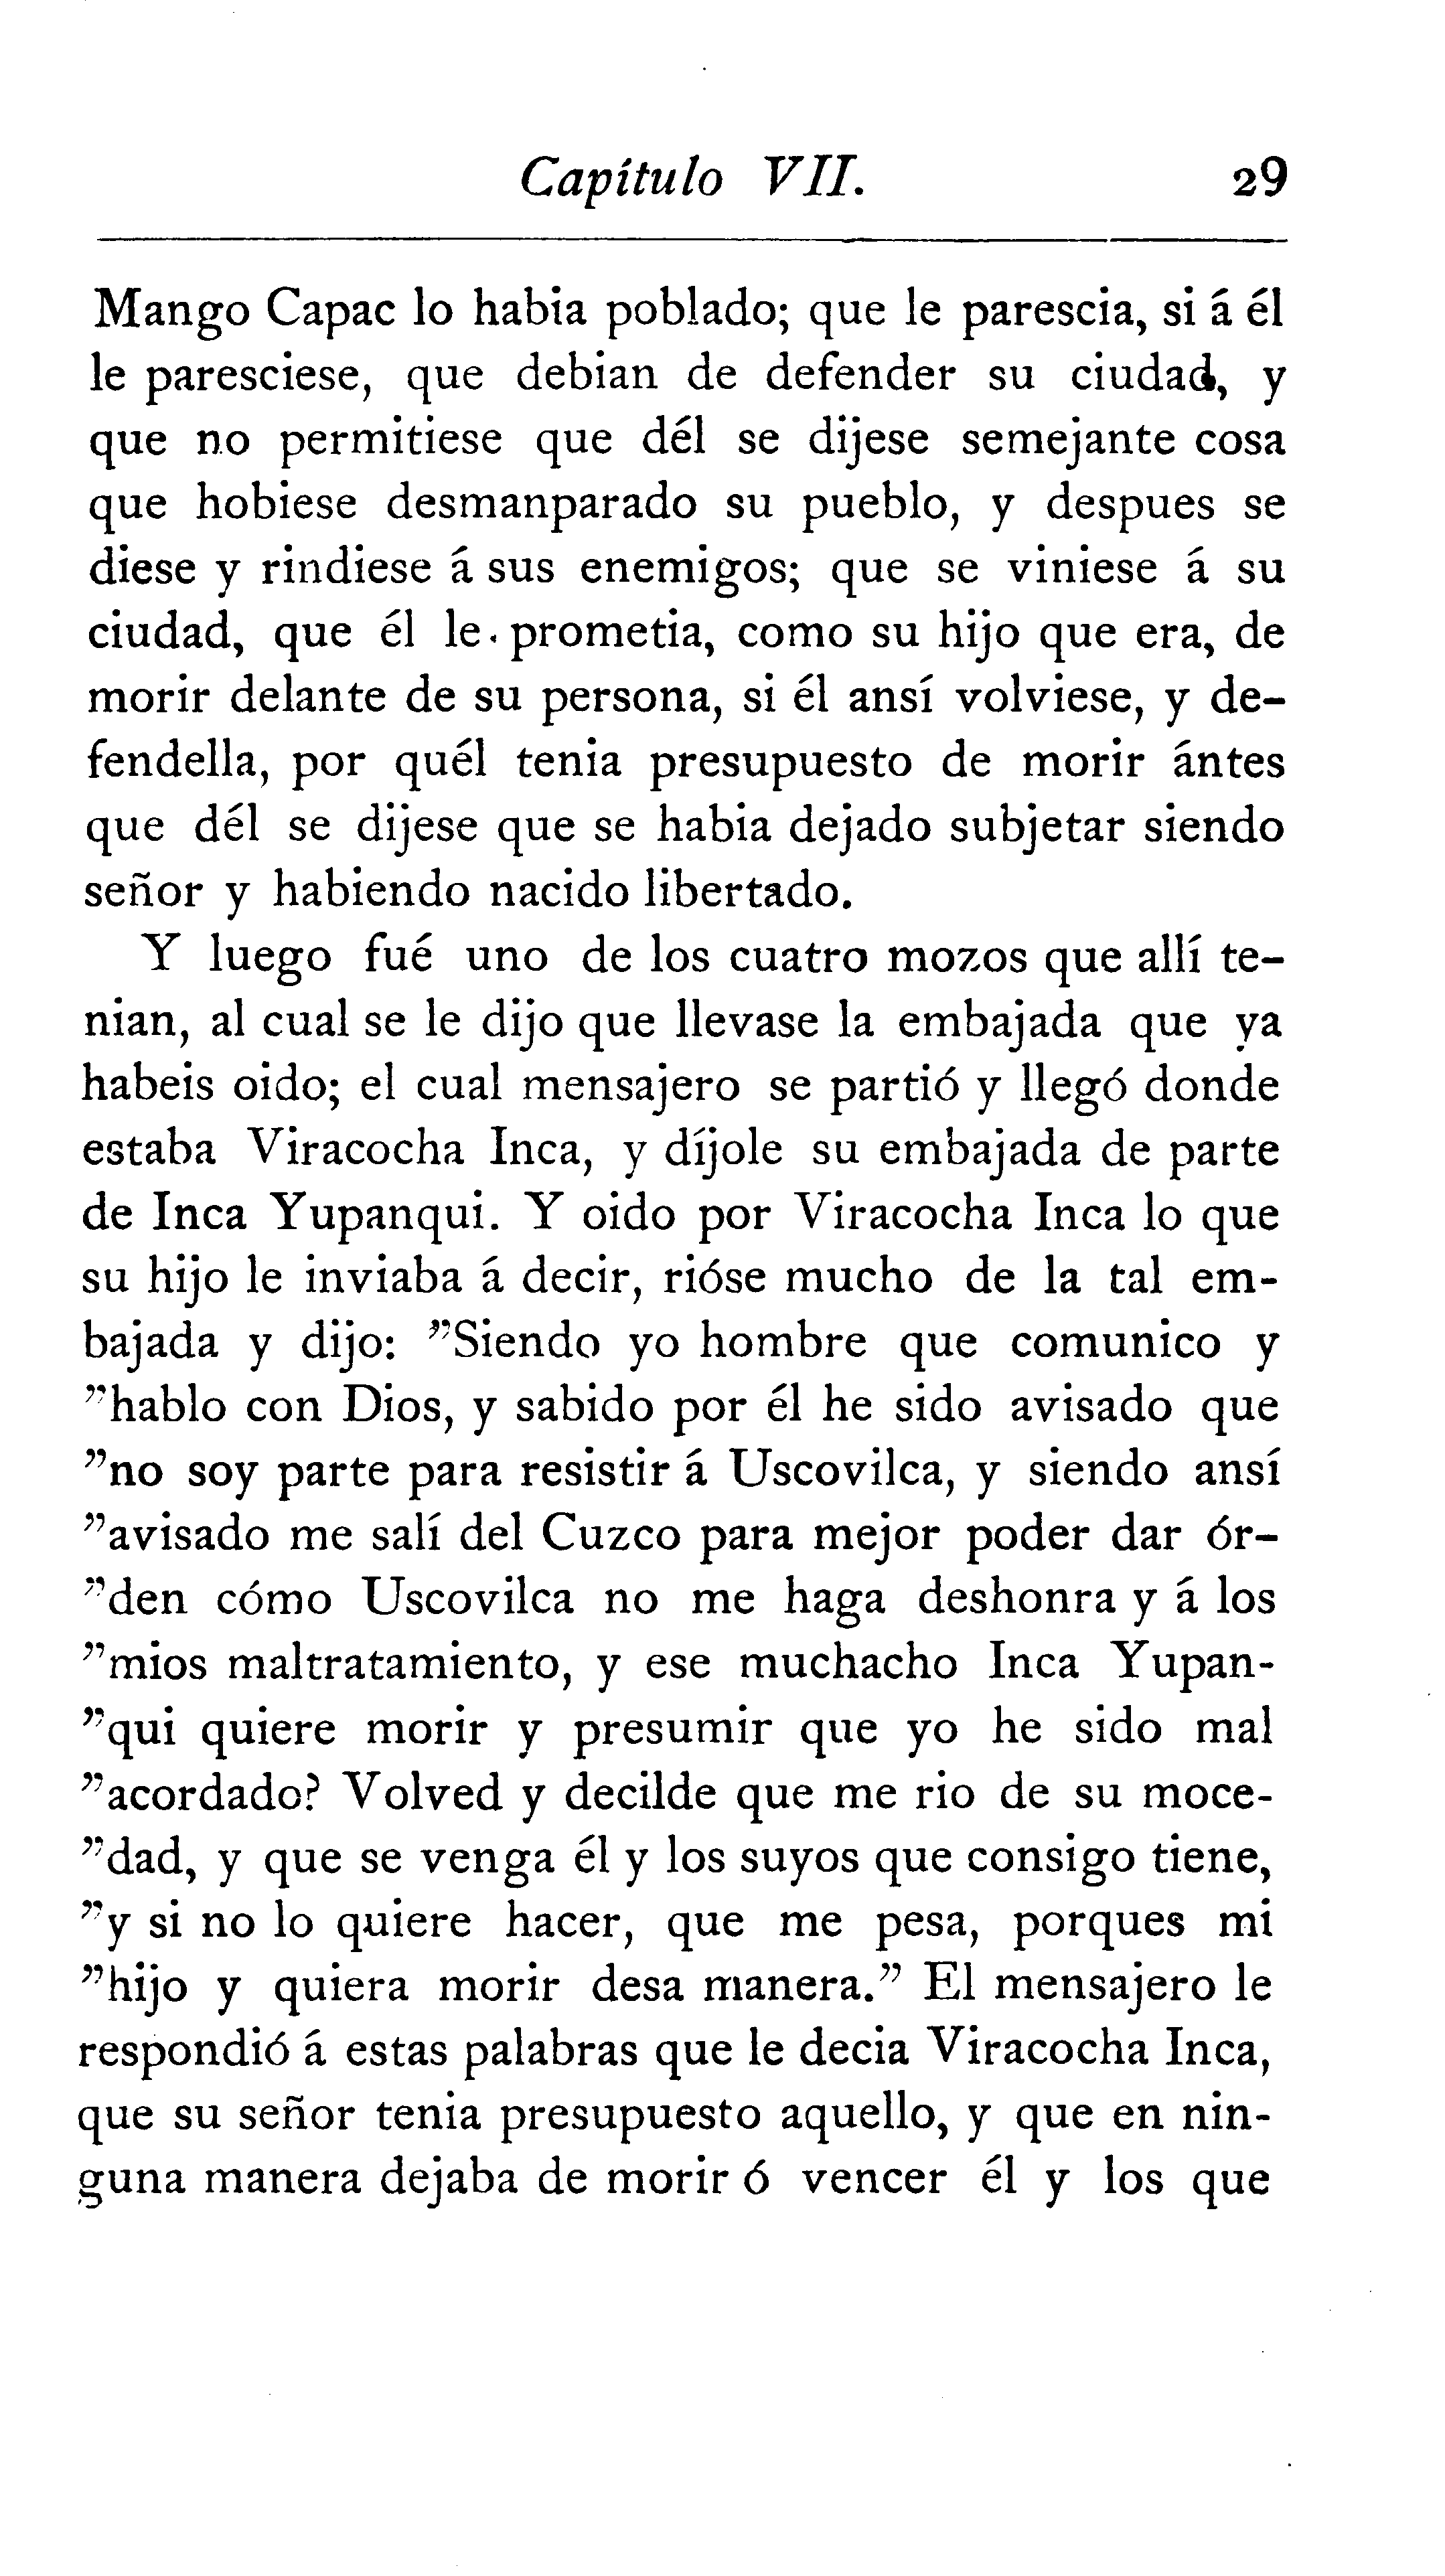 Capítulo VII. 29
Mango Capac lo habia poblado; que le parescia, si á él
le paresciese, que debian de defender su ciudad, y
que no permitiese que dél se dijese semejante cosa
que hobiese desmanparado su pueblo, y despues se
diese y rindiese á sus enemigos; que se viniese á su
ciudad, que él le prometia, como su hijo que era, de
morir delante de su persona, si él ansí volviese, y de-
fendella, por quél tenia presupuesto de morir ántes
que dél se dijese que se habia dejado subjetar siendo
señor y habiendo nacido libertado.
Y luego fué uno de los cuatro mozos que allí te-
nian, al cual se le dijo que llevase la embajada que ya
habeis oido; el cual mensajero se partió y llegó donde
estaba Viracocha Inca, y díjole su embajada de parte
de Inca Yupanqui. Y oido por Viracocha Inca lo que
su hijo le inviaba á decir, rióse mucho de la tal em-
bajada y dijo: ”Siendo yo hombre que comunico y
”hablo con Dios, y sabido por él he sido avisado que
”no soy parte para resistir á Uscovilca, y siendo ansí
”avisado me salí del Cuzco para mejor poder dar ór-
”den cómo Uscovilca no me haga deshonra y á los
”mios maltratamiento, y ese muchacho Inca Yupan-
”qui quiere morir y presumir que yo he sido mal
”acordado? Volved y decilde que me rio de su moce-
”dad, y que se venga él y los suyos que consigo tiene,
”y si no lo quiere hacer, que me pesa, porques mi
”hijo y quiera morir desa manera.” El mensajero le
respondió á estas palabras que le decia Viracocha Inca,
que su señor tenia presupuesto aquello, y que en nin-
guna manera dejaba de morir ó vencer él y los que